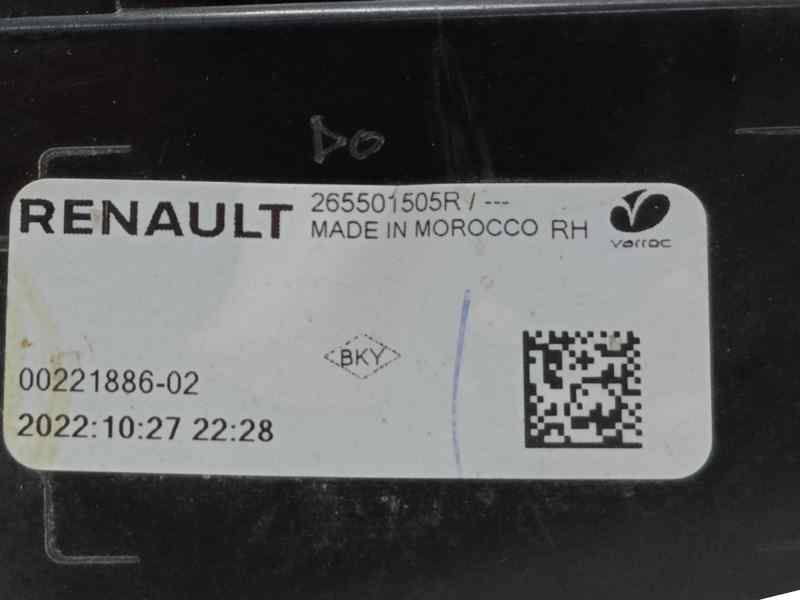 DO
RENAULT
265501505R / ---
MADE IN MOROCCO RH
varroc
BKY
00221886-02
2022:10:27 22:28